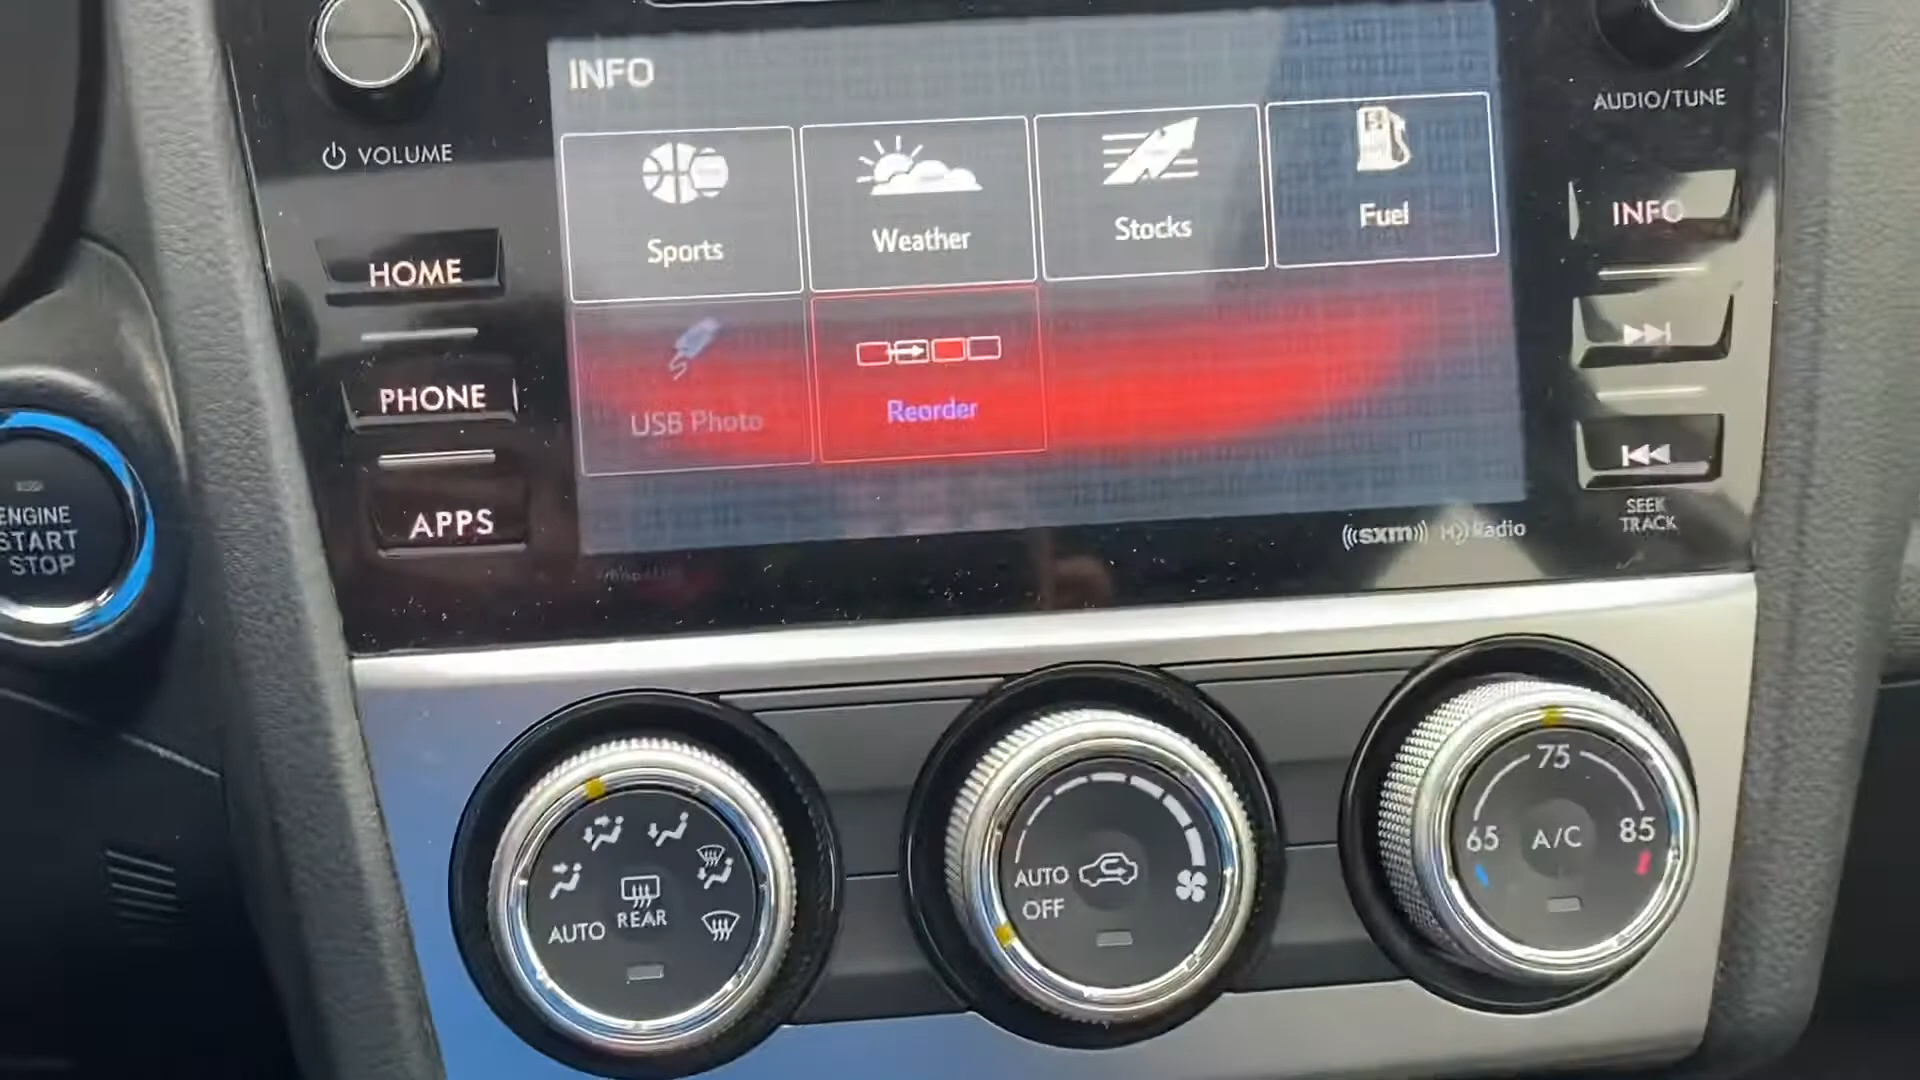 INFO
AUDIO/TUNE
VOLUME
Sports
Weather
Stocks
Fuel
INFO
HOME
PHONE
USB Photo
Reorder
APPS
SEEK
TRACK
((sxm)) HD Radio
ENGINE
START
STOP
75
65
A/C
85
AUTO
REAR
AUTO
OFF